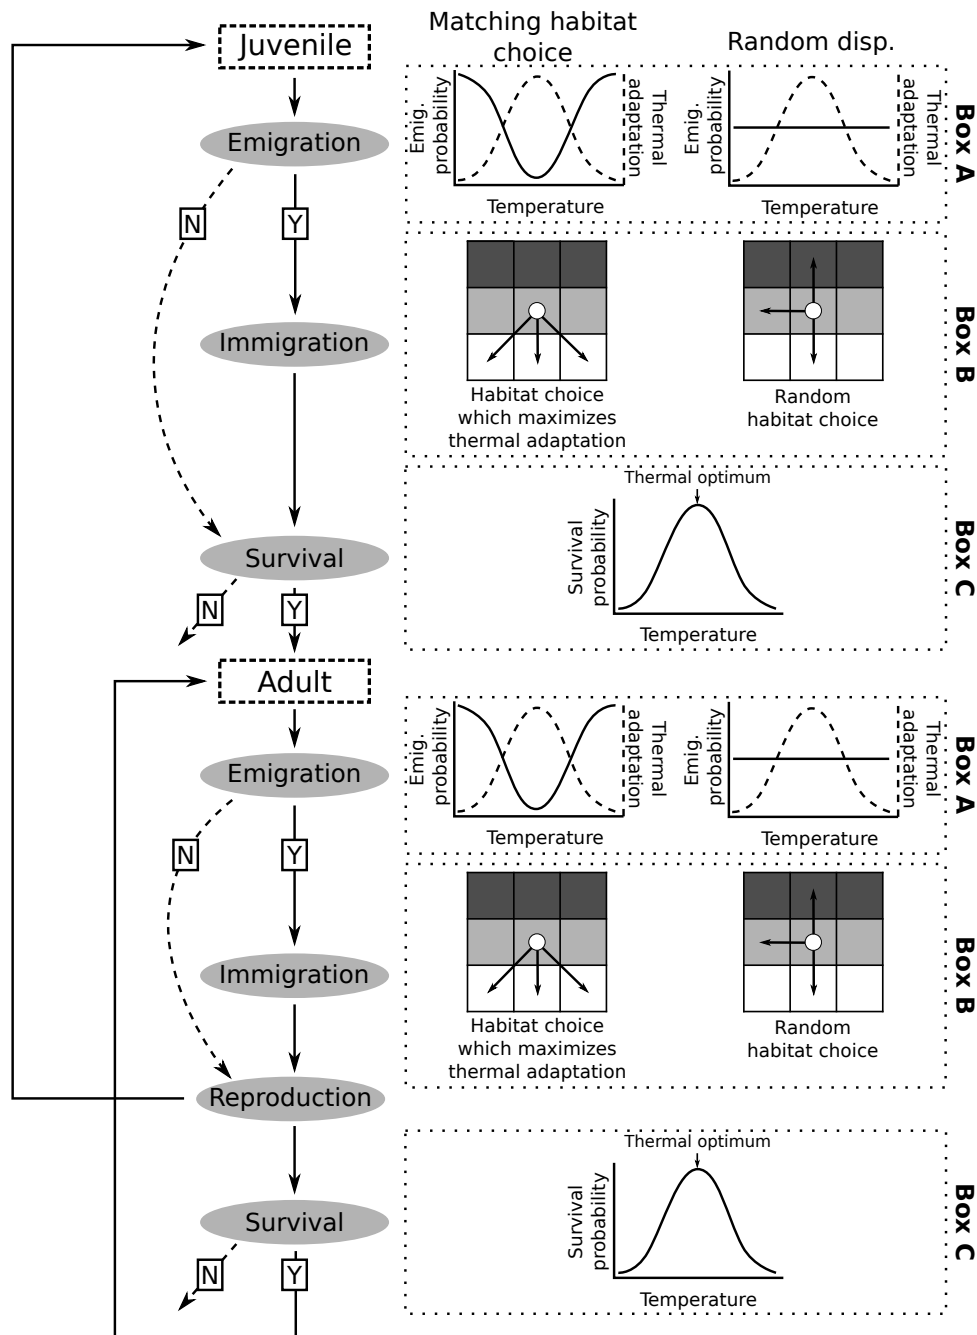 Matching habitat
choice
Random disp.
Juvenile
Emigration
N
Y
Immigration
Survival
N
Y
Emig.
probability
Thermal
adaptation
Temperature
Emig.
probability
Thermal
adaptation
Temperature
Box A
Habitat choice
which maximizes
thermal adaptation
Random
habitat choice
Box B
Thermal optimum
Survival
probability
Temperature
Box C
Adult
Emigration
N
Y
Immigration
Reproduction
Survival
N
Y
Emig.
probability
Thermal
adaptation
Temperature
Emig.
probability
Thermal
adaptation
Temperature
Box A
Habitat choice
which maximizes
thermal adaptation
Random
habitat choice
Box B
Thermal optimum
Survival
probability
Temperature
Box C